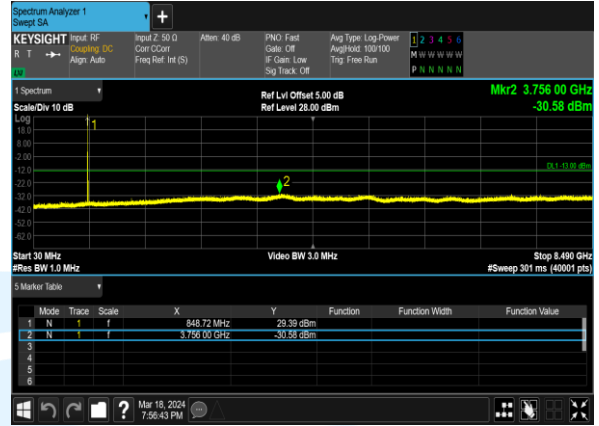 Spectrum Analyzer 1
Swept SA
KEYSIGHT Input: RF Input Z: 50 Ω Atten: 40 dB PNO: Fast Avg Type: Log-Power 1 2 3 4 5 6
R T Coupling: DC Corr CCorr Gate: Off Avg|Hold: 100/100 M W W W W W
Align: Auto Freq Ref: Int (S) IF Gain: Low Trig: Free Run
Sig Track: Off P N N N N N
1 Spectrum Ref Lvl Offset 5.00 dB Mkr2 3.756 00 GHz
Scale/Div 10 dB Ref Level 28.00 dBm -30.58 dBm
Log
1
18.0
8.00
-2.00
-12.0
DL1 -13.00 dBm
-22.0
2
-32.0
-42.0
-52.0
-62.0
Start 30 MHz Video BW 3.0 MHz Stop 8.490 GHz
#Res BW 1.0 MHz #Sweep 301 ms (40001 pts)
5 Marker Table
Mode Trace Scale X Y Function Function Width Function Value
1 N 1 f 848.72 MHz 29.39 dBm
2 N 1 f 3.756 00 GHz -30.58 dBm
3
4
5
6
? Mar 18, 2024
7:56:43 PM